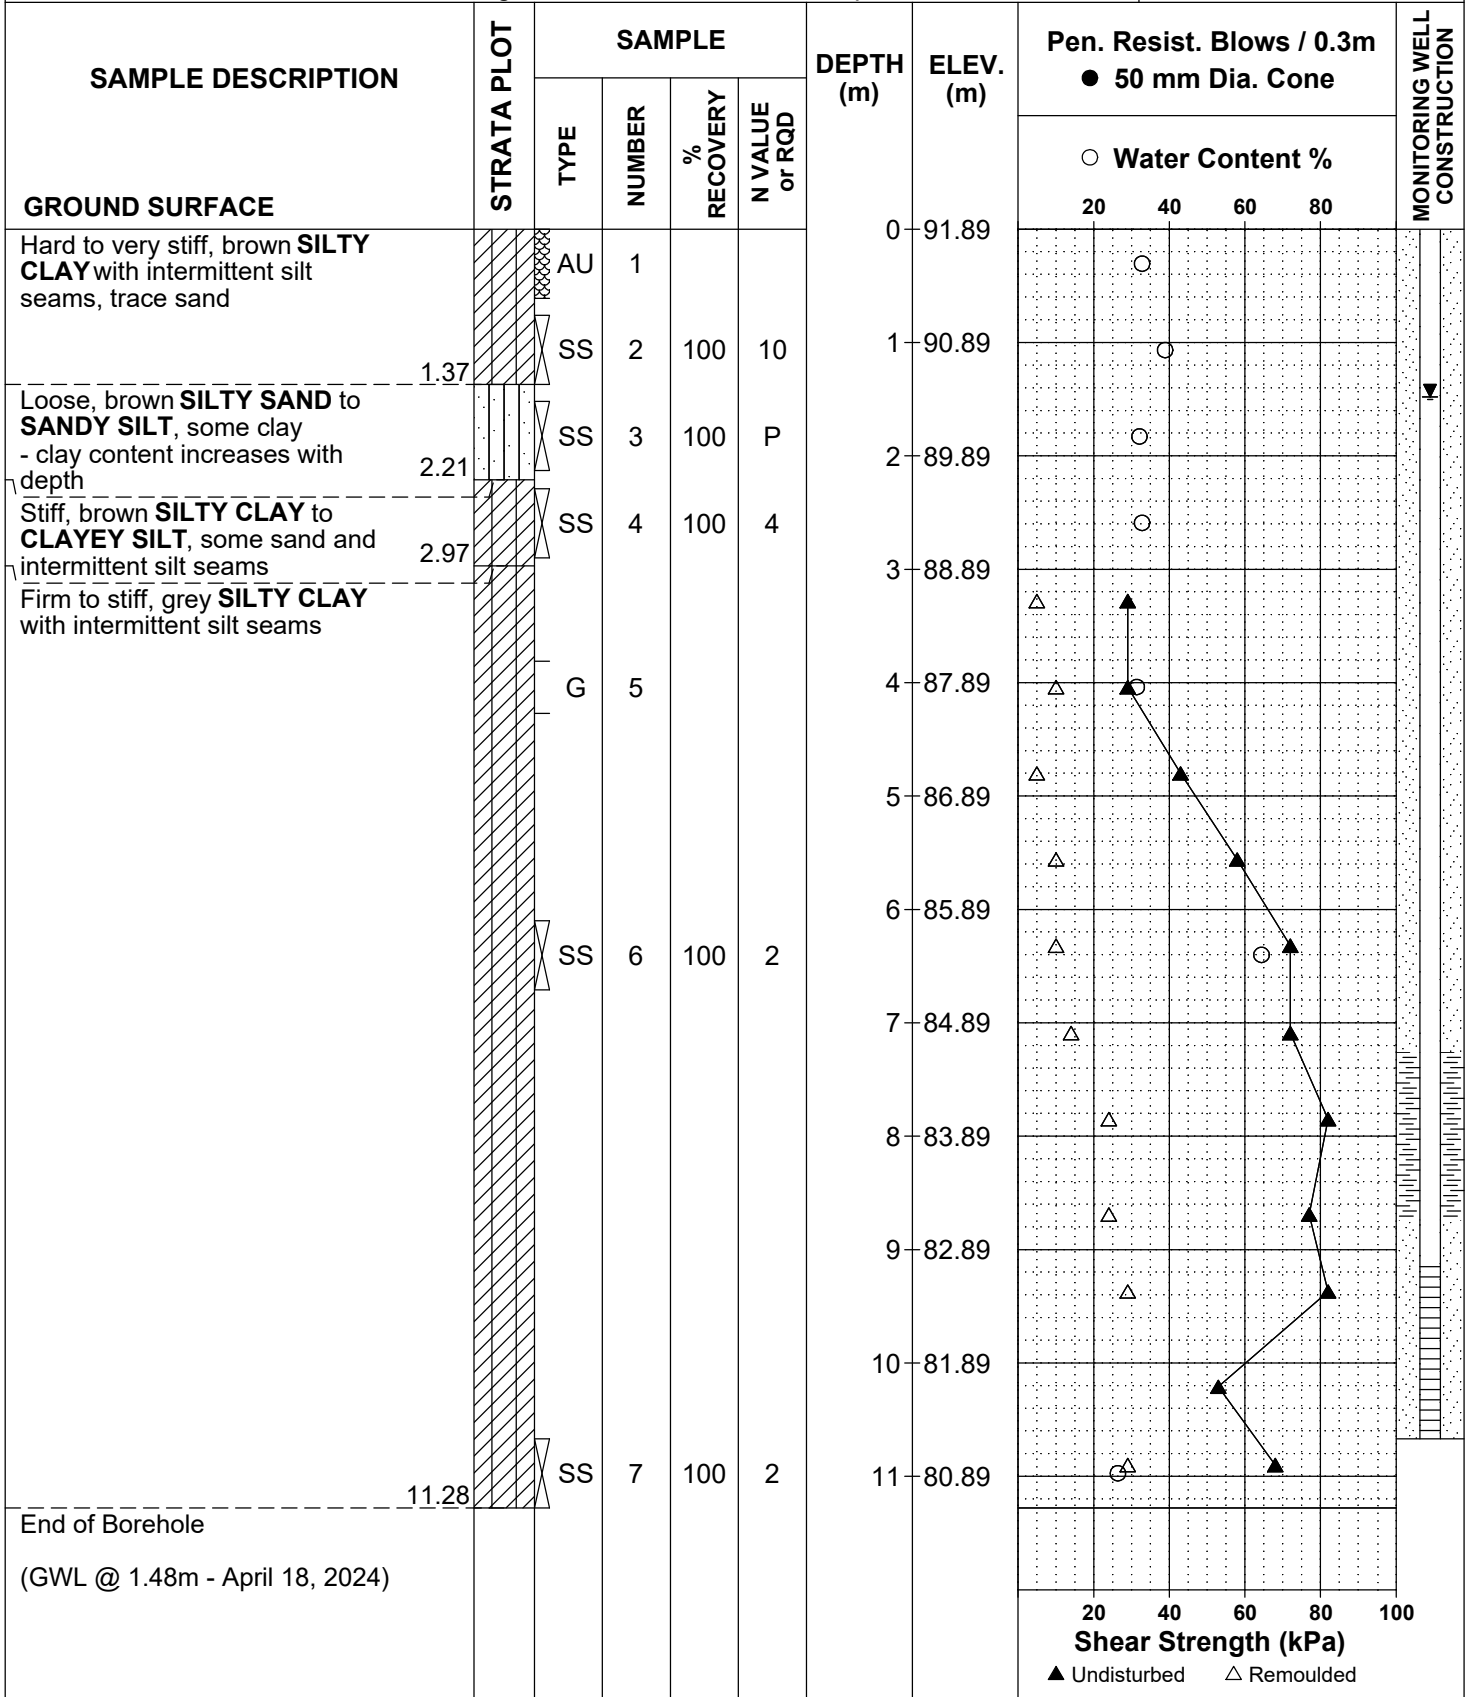 SAMPLE DESCRIPTION
GROUND SURFACE
STRATA PLOT
SAMPLE
TYPE
NUMBER
%
RECOVERY
N VALUE
or RQD
DEPTH
(m)
ELEV.
(m)
Pen. Resist. Blows / 0.3m
● 50 mm Dia. Cone
○ Water Content %
20 40 60 80
MONITORING WELL
CONSTRUCTION
0 91.89
Hard to very stiff, brown SILTY
CLAY with intermittent silt
seams, trace sand
AU 1
SS 2 100 10
1 90.89
1.37
Loose, brown SILTY SAND to
SANDY SILT, some clay
- clay content increases with
depth
2.21
SS 3 100 P
2 89.89
Stiff, brown SILTY CLAY to
CLAYEY SILT, some sand and
intermittent silt seams
2.97
SS 4 100 4
3 88.89
Firm to stiff, grey SILTY CLAY
with intermittent silt seams
G 5
4 87.89
5 86.89
6 85.89
SS 6 100 2
7 84.89
8 83.89
9 82.89
10 81.89
SS 7 100 2
11 80.89
11.28
End of Borehole
(GWL @ 1.48m - April 18, 2024)
20 40 60 80 100
Shear Strength (kPa)
▲ Undisturbed △ Remoulded